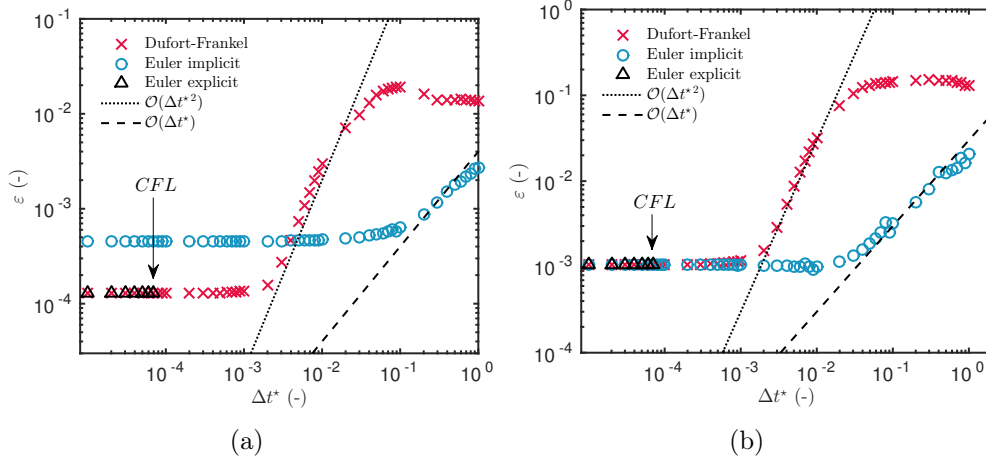 10^{-1}
10^{-2}
10^{-3}
10^{-4}
ε (-)
Dufort-Frankel
Euler implicit
Euler explicit
O(Δt^{⋆ 2})
O(Δt^⋆)
CFL
10^{-4}
10^{-3}
10^{-2}
10^{-1}
10^0
Δt^⋆ (-)
(a)
10^0
10^{-1}
10^{-2}
10^{-3}
10^{-4}
ε (-)
Dufort-Frankel
Euler implicit
Euler explicit
O(Δt^{⋆ 2})
O(Δt^⋆)
CFL
10^{-4}
10^{-3}
10^{-2}
10^{-1}
10^0
Δt^⋆ (-)
(b)